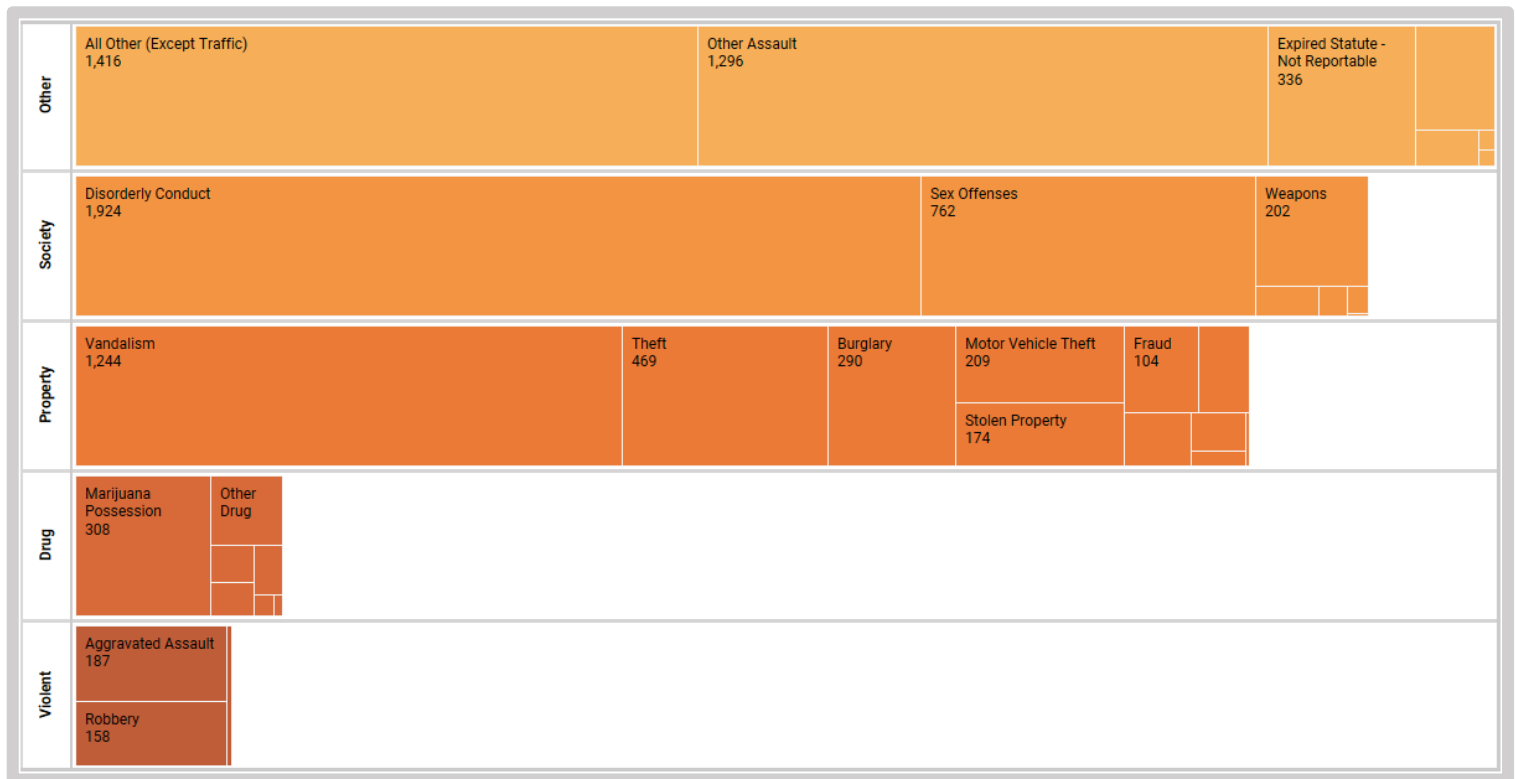 Other
All Other (Except Traffic)
1,416
Other Assault
1,296
Expired Statute -
Not Reportable
336
Society
Disorderly Conduct
1,924
Sex Offenses
762
Weapons
202
Property
Vandalism
1,244
Theft
469
Burglary
290
Motor Vehicle Theft
209
Stolen Property
174
Fraud
104
Drug
Marijuana
Possession
308
Other
Drug
Violent
Aggravated Assault
187
Robbery
158